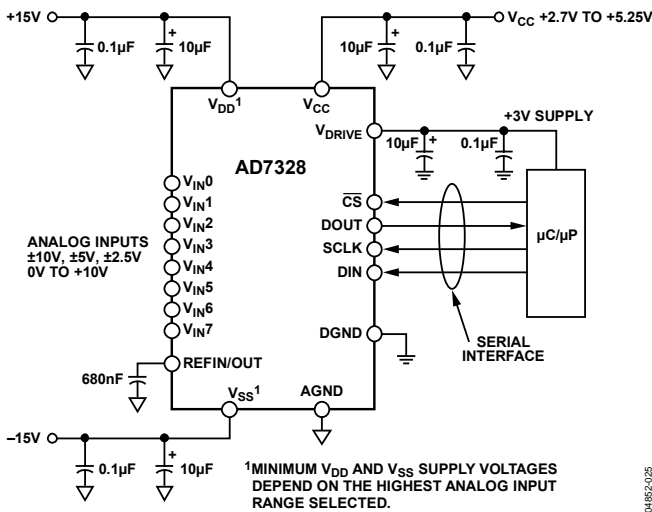 +15V
0.1µF
+
10µF
+
10µF
0.1µF
VCC +2.7V TO +5.25V
VDD1
VCC
VDRIVE
+3V SUPPLY
10µF
+
0.1µF
AD7328
VIN0
VIN1
VIN2
VIN3
VIN4
VIN5
VIN6
VIN7
ANALOG INPUTS
±10V, ±5V, ±2.5V
0V TO +10V
CS
DOUT
SCLK
DIN
µC/µP
DGND
SERIAL
INTERFACE
REFIN/OUT
680nF
VSS1
AGND
–15V
0.1µF
+
10µF
1MINIMUM VDD AND VSS SUPPLY VOLTAGES
DEPEND ON THE HIGHEST ANALOG INPUT
RANGE SELECTED.
04852-025